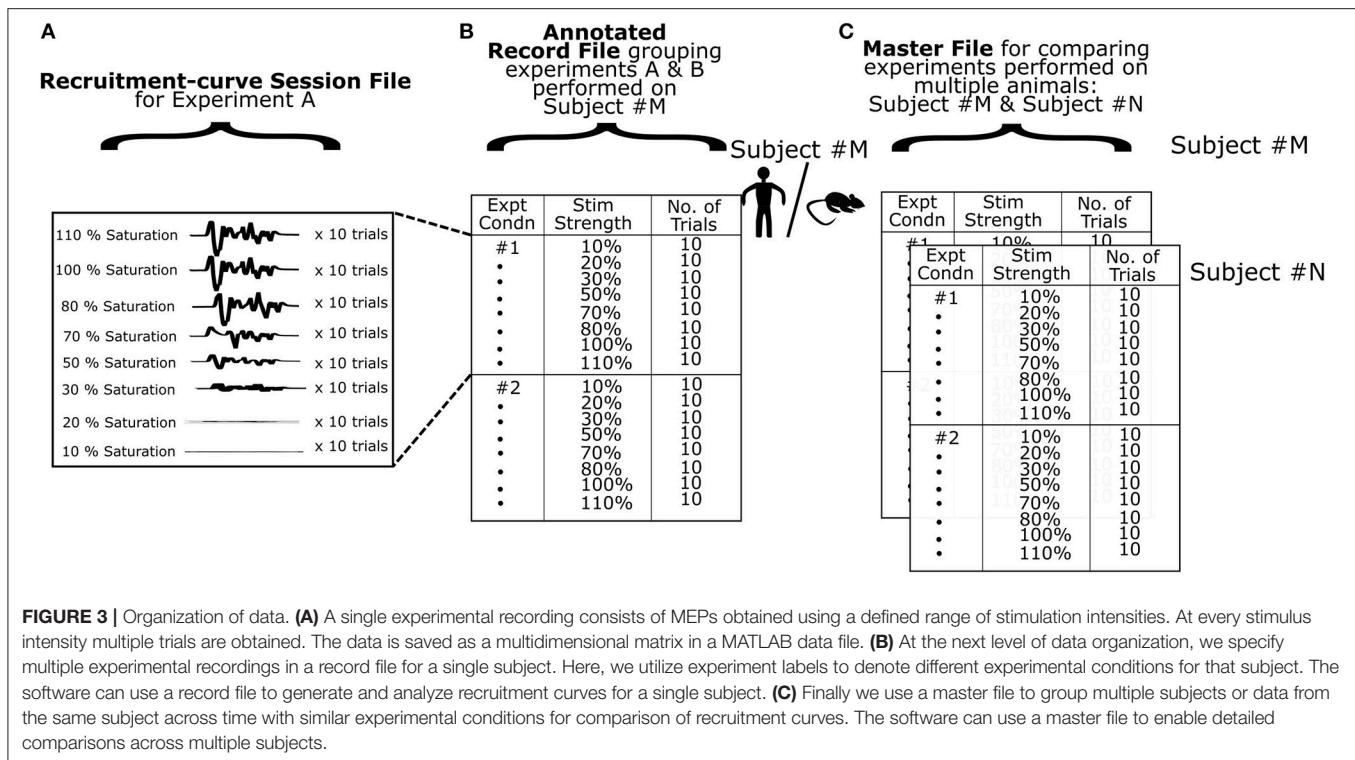 A
Recruitment-curve Session File
for Experiment A
110 % Saturation x 10 trials
100 % Saturation x 10 trials
80 % Saturation x 10 trials
70 % Saturation x 10 trials
50 % Saturation x 10 trials
30 % Saturation x 10 trials
20 % Saturation x 10 trials
10 % Saturation x 10 trials
B
Annotated
Record File grouping
experiments A & B
performed on
Subject #M
Subject #M
Expt Stim No. of
Condn Strength Trials
#1 10% 10
• 20% 10
• 30% 10
• 50% 10
• 70% 10
• 80% 10
• 100% 10
• 110% 10
#2 10% 10
• 20% 10
• 30% 10
• 50% 10
• 70% 10
• 80% 10
• 100% 10
• 110% 10
C
Master File for comparing
experiments performed on
multiple animals:
Subject #M & Subject #N
Subject #M
Expt Stim No. of
Condn Strength Trials
#1 10% 10
Subject #N
Expt Stim No. of
Condn Strength Trials
#1 10% 10
• 20% 10
• 30% 10
• 50% 10
• 70% 10
• 80% 10
• 100% 10
• 110% 10
#2 10% 10
• 20% 10
• 30% 10
• 50% 10
• 70% 10
• 80% 10
• 100% 10
• 110% 10
FIGURE 3 | Organization of data. (A) A single experimental recording consists of MEPs obtained using a defined range of stimulation intensities. At every stimulus
intensity multiple trials are obtained. The data is saved as a multidimensional matrix in a MATLAB data file. (B) At the next level of data organization, we specify
multiple experimental recordings in a record file for a single subject. Here, we utilize experiment labels to denote different experimental conditions for that subject. The
software can use a record file to generate and analyze recruitment curves for a single subject. (C) Finally we use a master file to group multiple subjects or data from
the same subject across time with similar experimental conditions for comparison of recruitment curves. The software can use a master file to enable detailed
comparisons across multiple subjects.